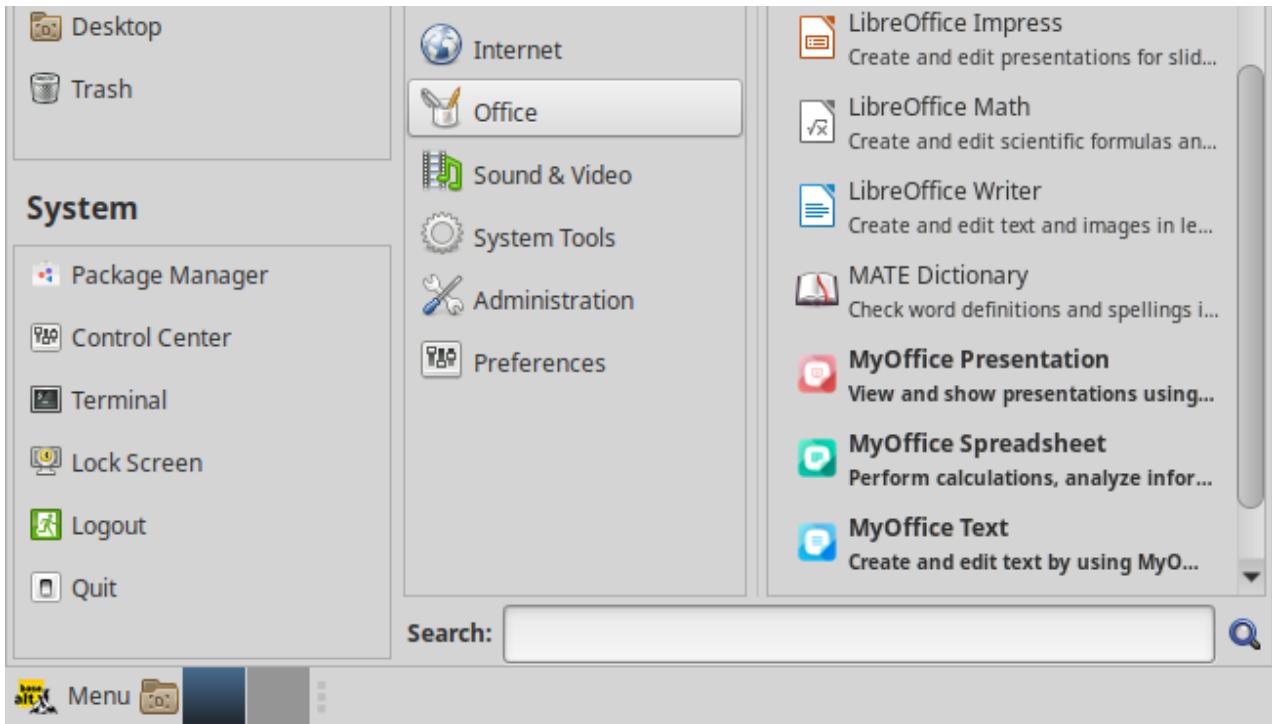 Desktop
Trash
System
Package Manager
Control Center
Terminal
Lock Screen
Logout
Quit
Internet
Office
Sound & Video
System Tools
Administration
Preferences
LibreOffice Impress
Create and edit presentations for slid...
LibreOffice Math
Create and edit scientific formulas an...
LibreOffice Writer
Create and edit text and images in le...
MATE Dictionary
Check word definitions and spellings i...
MyOffice Presentation
View and show presentations using...
MyOffice Spreadsheet
Perform calculations, analyze infor...
MyOffice Text
Create and edit text by using MyO...
Search:
base
alt
Menu